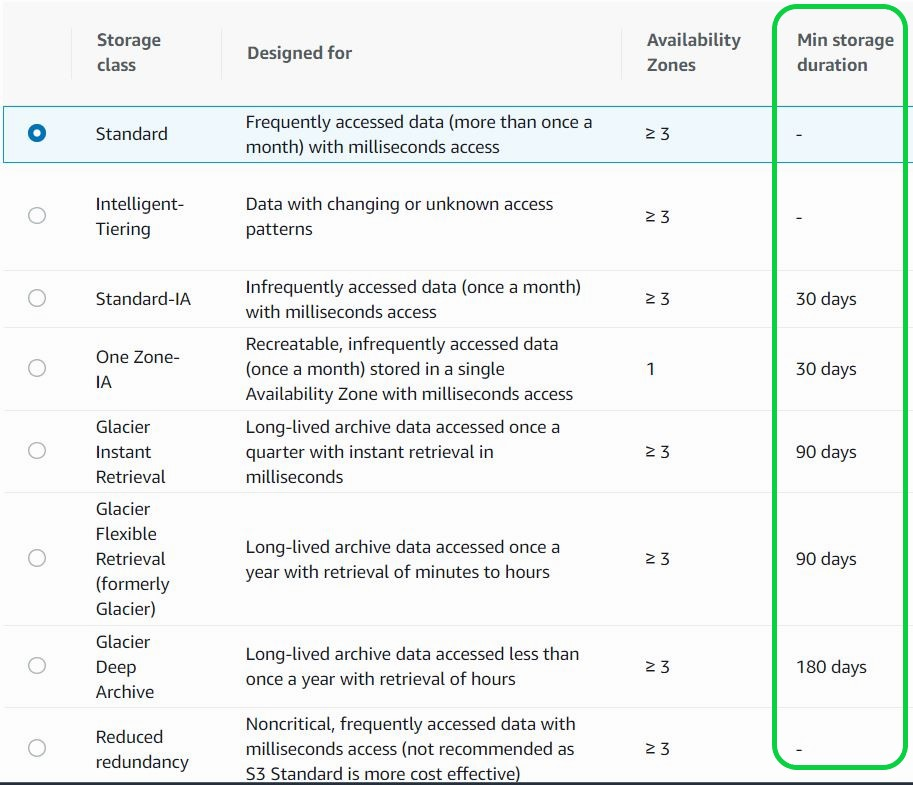 Storage
class
Designed for
Availability
Zones
Min storage
duration
Standard
Frequently accessed data (more than once a
month) with milliseconds access
≥ 3
-
Intelligent-
Tiering
Data with changing or unknown access
patterns
≥ 3
-
Standard-IA
Infrequently accessed data (once a month)
with milliseconds access
≥ 3
30 days
One Zone-
IA
Recreatable, infrequently accessed data
(once a month) stored in a single
Availability Zone with milliseconds access
1
30 days
Glacier
Instant
Retrieval
Long-lived archive data accessed once a
quarter with instant retrieval in
milliseconds
≥ 3
90 days
Glacier
Flexible
Retrieval
(formerly
Glacier)
Long-lived archive data accessed once a
year with retrieval of minutes to hours
≥ 3
90 days
Glacier
Deep
Archive
Long-lived archive data accessed less than
once a year with retrieval of hours
≥ 3
180 days
Reduced
redundancy
Noncritical, frequently accessed data with
milliseconds access (not recommended as
S3 Standard is more cost effective)
≥ 3
-